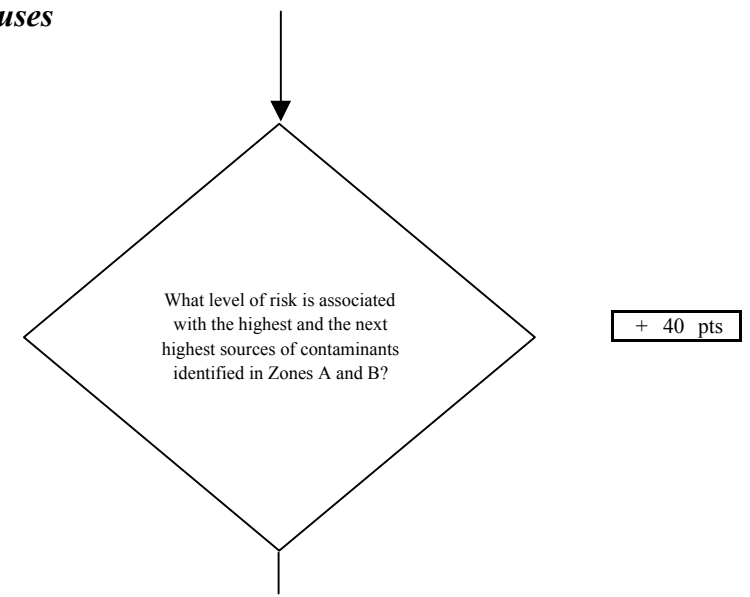 What level of risk is associated
with the highest and the next
highest sources of contaminants
identified in Zones A and B?
+ 40 pts